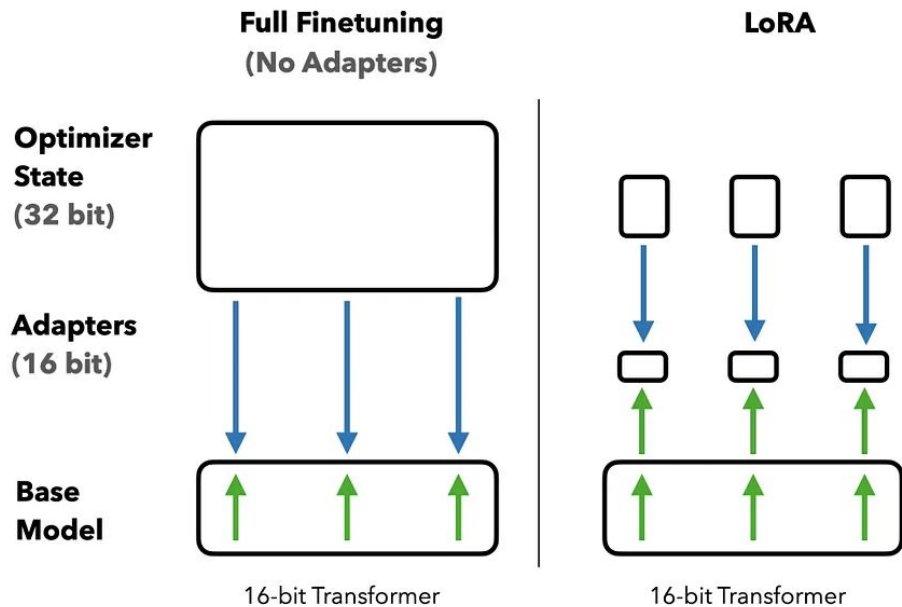 Full Finetuning
(No Adapters)
LoRA
Optimizer
State
(32 bit)
Adapters
(16 bit)
Base
Model
16-bit Transformer
16-bit Transformer